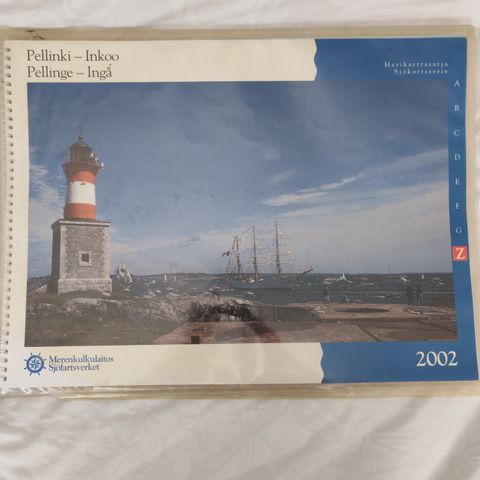 Pellinki – Inkoo
Pellinge – Ingå
Merikarttasarja
Sjökortsserie
A
B
C
D
E
F
G
Z
Merenkulkulaitos
Sjöfartsverket
2002